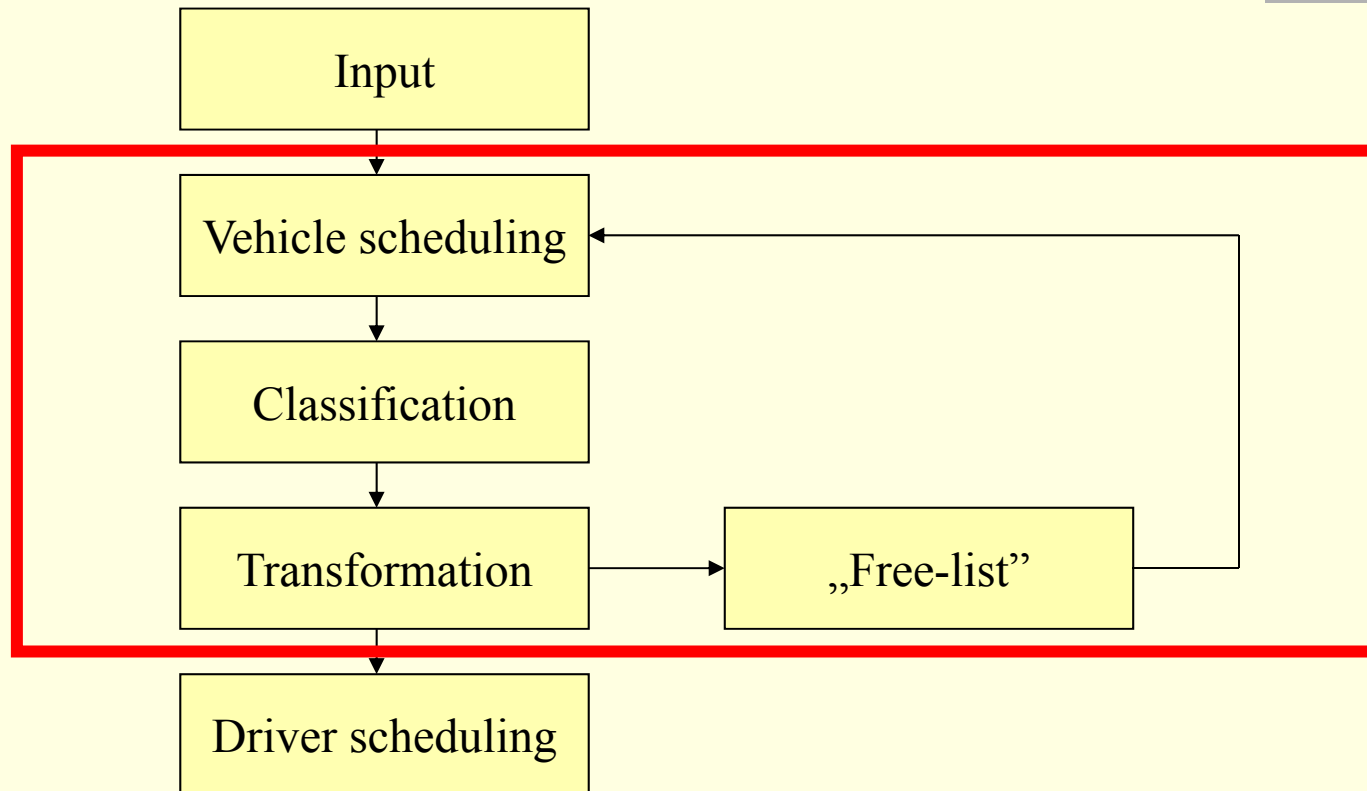 Input
Vehicle scheduling
Classification
Transformation
„Free-list”
Driver scheduling